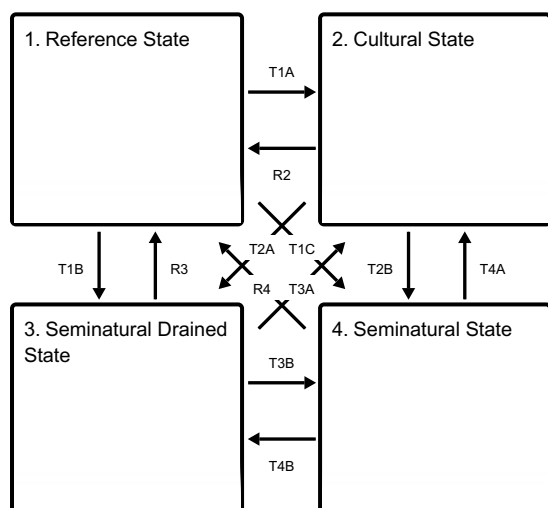 1. Reference State
2. Cultural State
T1A
R2
T2A
T1C
T1B
R3
T2B
T4A
R4
T3A
3. Seminatural Drained
State
4. Seminatural State
T3B
T4B